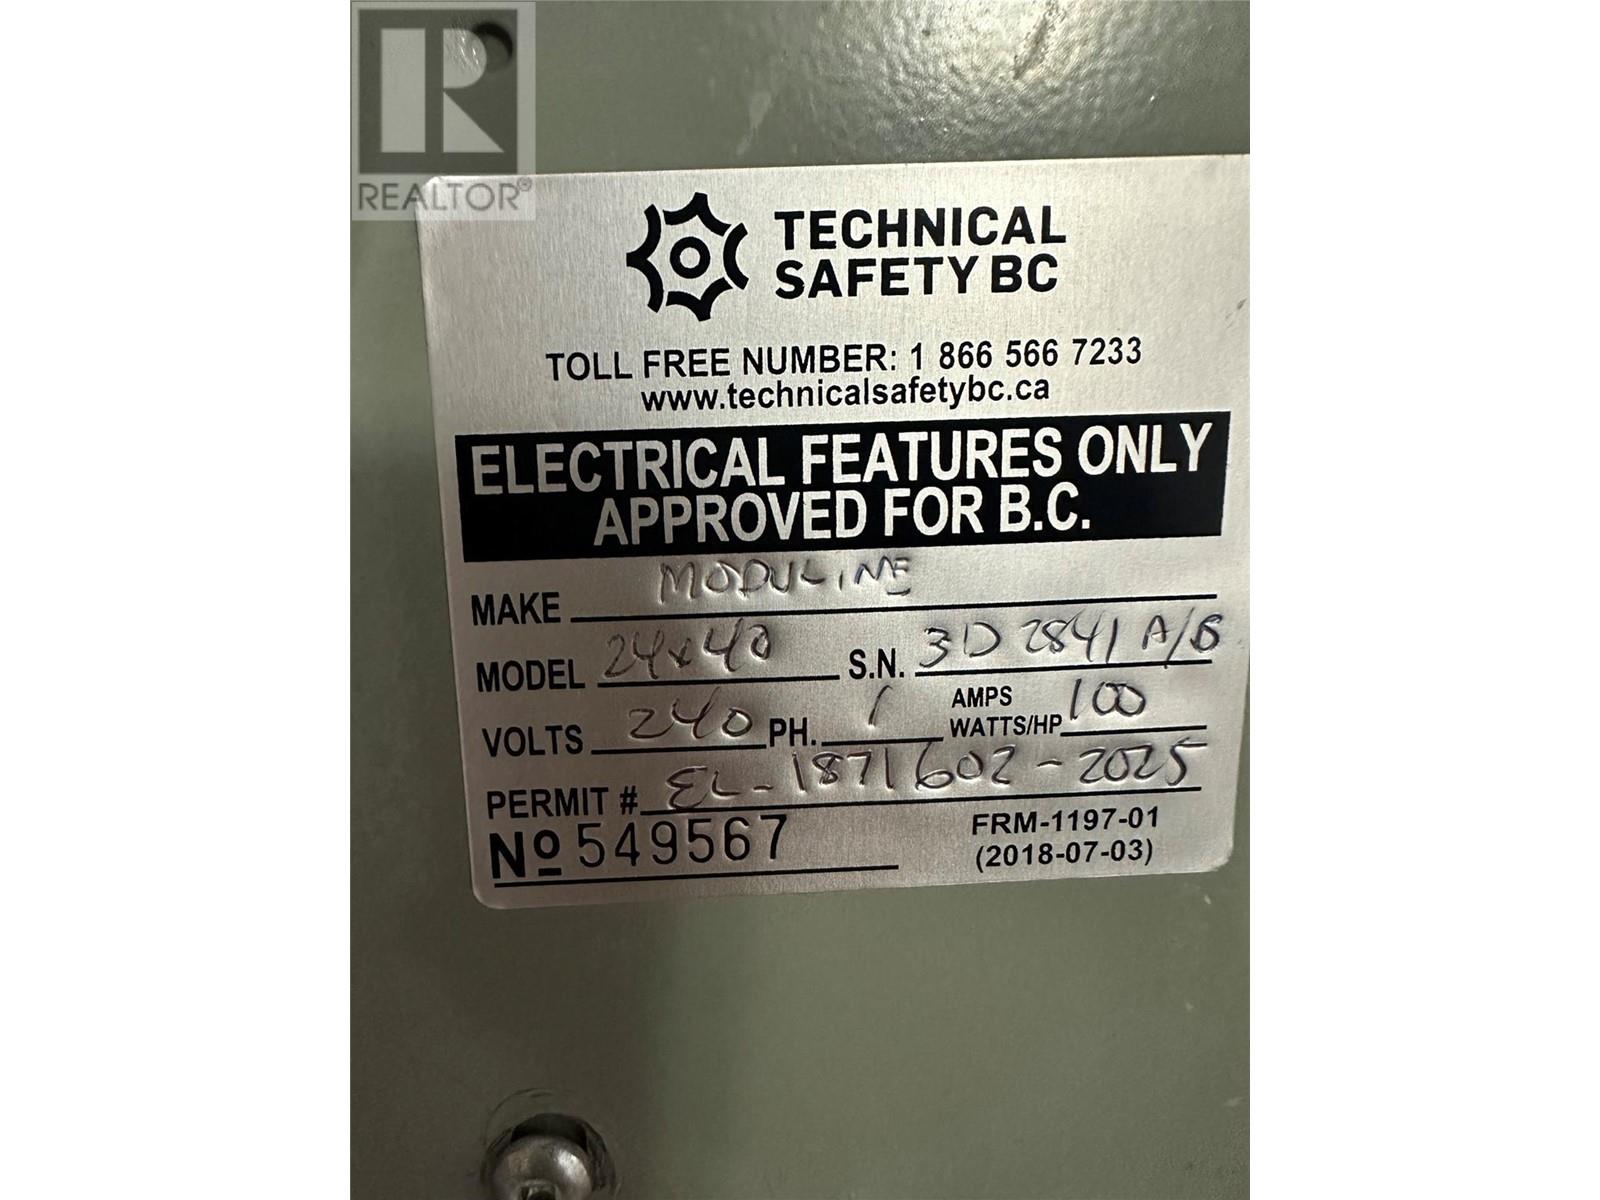 REALTOR®
TECHNICAL
SAFETY BC
TOLL FREE NUMBER: 1 866 566 7233
www.technicalsafetybc.ca
ELECTRICAL FEATURES ONLY
APPROVED FOR B.C.
MAKE MODULINE
MODEL 24x40 S.N. 3D 2841 A/B
VOLTS 240 PH. 1 AMPS WATTS/HP 100
PERMIT # EL-1871602-2025
No 549567 FRM-1197-01
(2018-07-03)